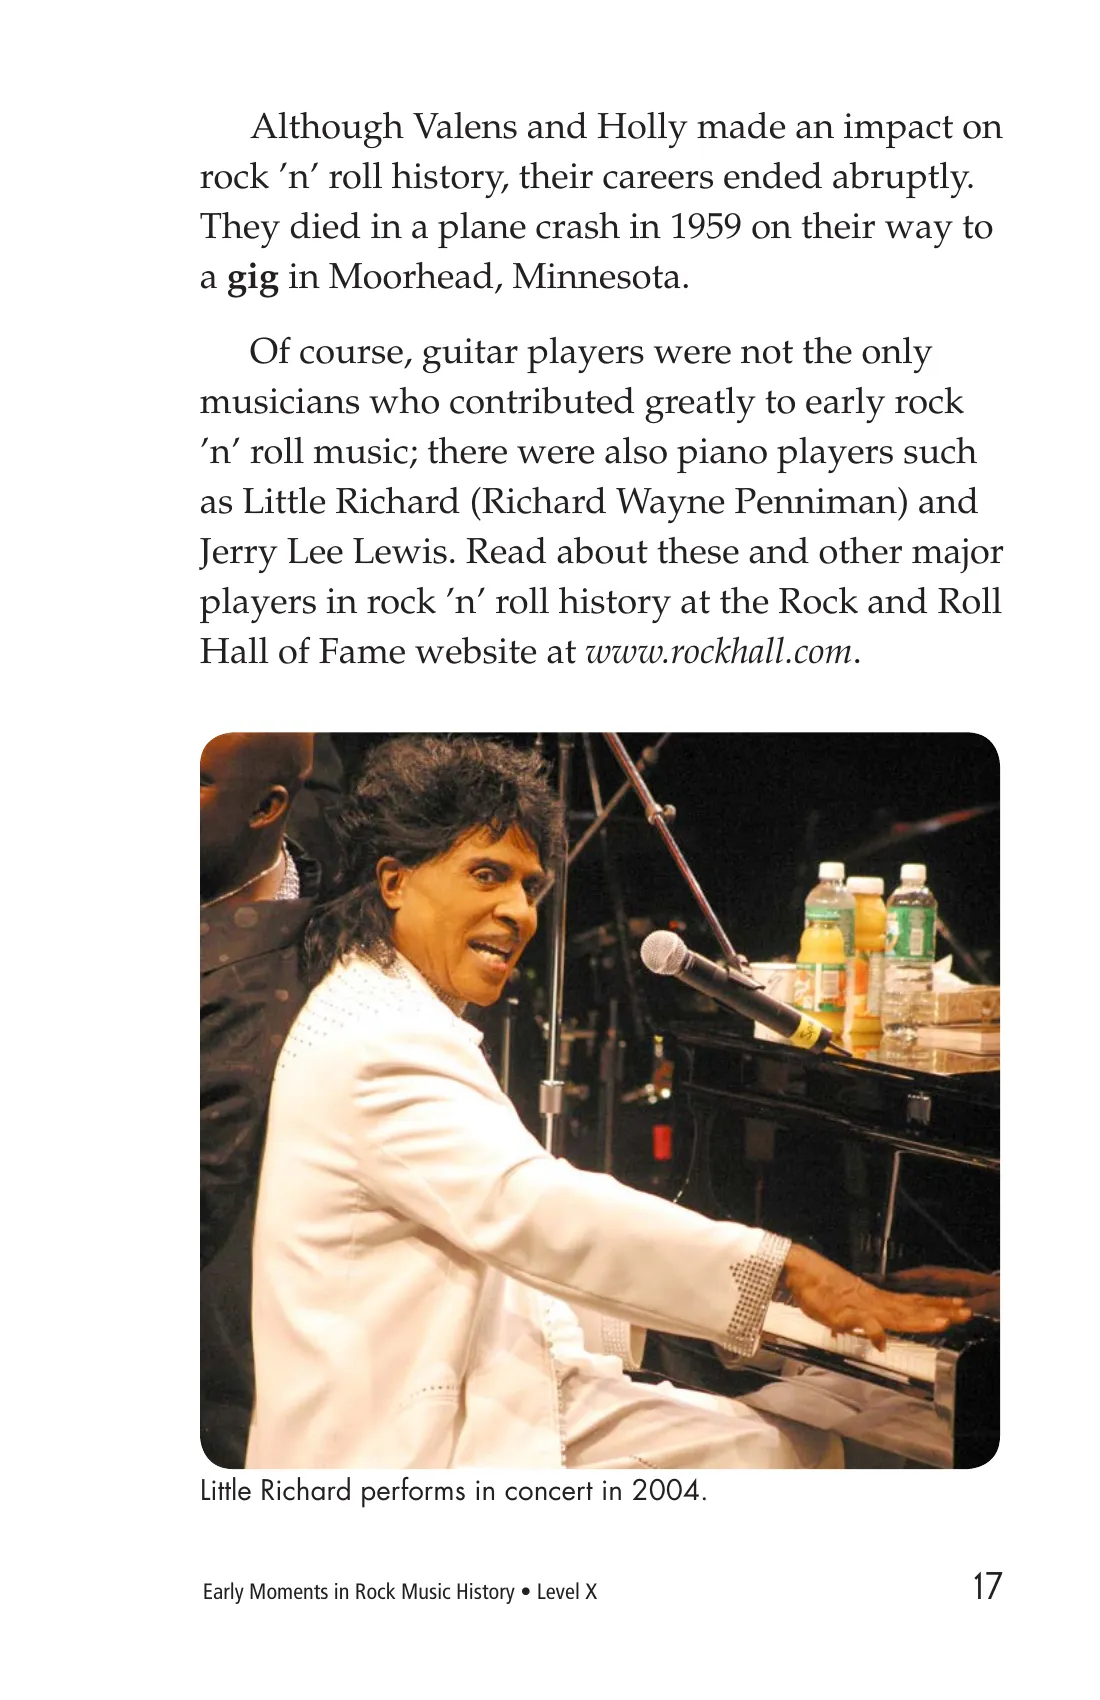 Although Valens and Holly made an impact on
rock ’n’ roll history, their careers ended abruptly.
They died in a plane crash in 1959 on their way to
a gig in Moorhead, Minnesota.
Of course, guitar players were not the only
musicians who contributed greatly to early rock
’n’ roll music; there were also piano players such
as Little Richard (Richard Wayne Penniman) and
Jerry Lee Lewis. Read about these and other major
players in rock ’n’ roll history at the Rock and Roll
Hall of Fame website at www.rockhall.com.
Little Richard performs in concert in 2004.
Early Moments in Rock Music History • Level X
17